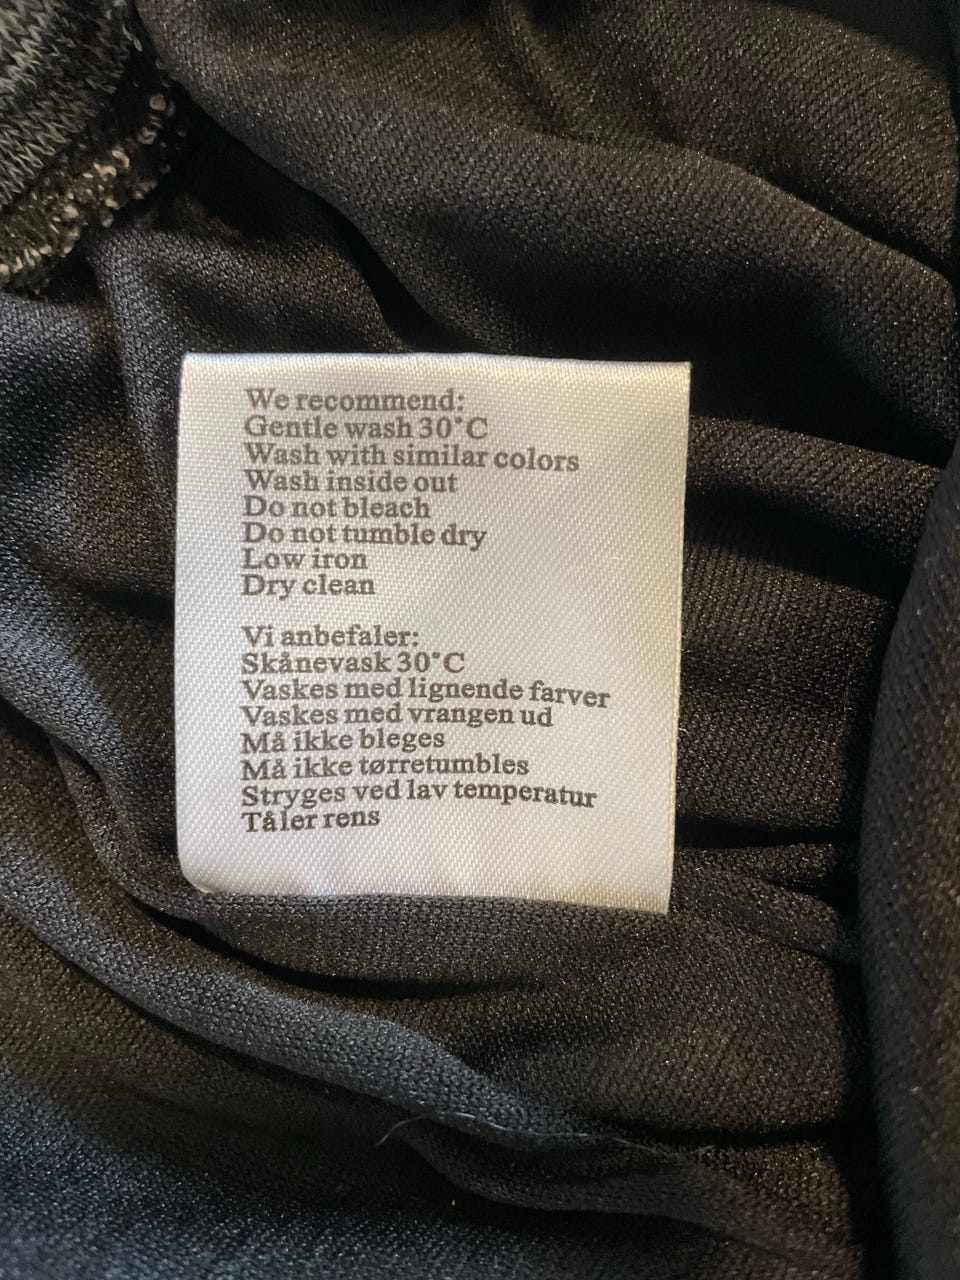 We recommend:
Gentle wash 30°C
Wash with similar colors
Wash inside out
Do not bleach
Do not tumble dry
Low iron
Dry clean
Vi anbefaler:
Skånevask 30°C
Vaskes med lignende farver
Vaskes med vrangen ud
Må ikke bleges
Må ikke tørretumbles
Stryges ved lav temperatur
Tåler rens